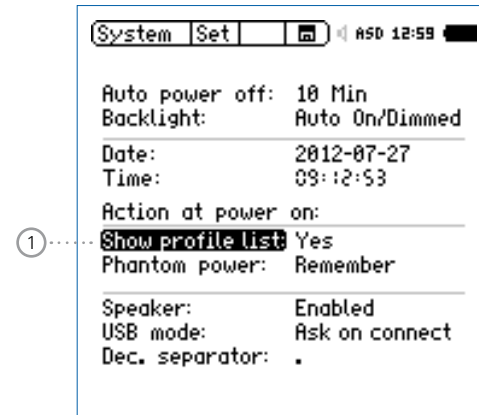 System Set ASD 12:59
Auto power off: 10 Min
Backlight: Auto On/Dimmed
Date: 2012-07-27
Time: 09:12:53
Action at power on:
1 Show profile list: Yes
Phantom power: Remember
Speaker: Enabled
USB mode: Ask on connect
Dec. separator: .